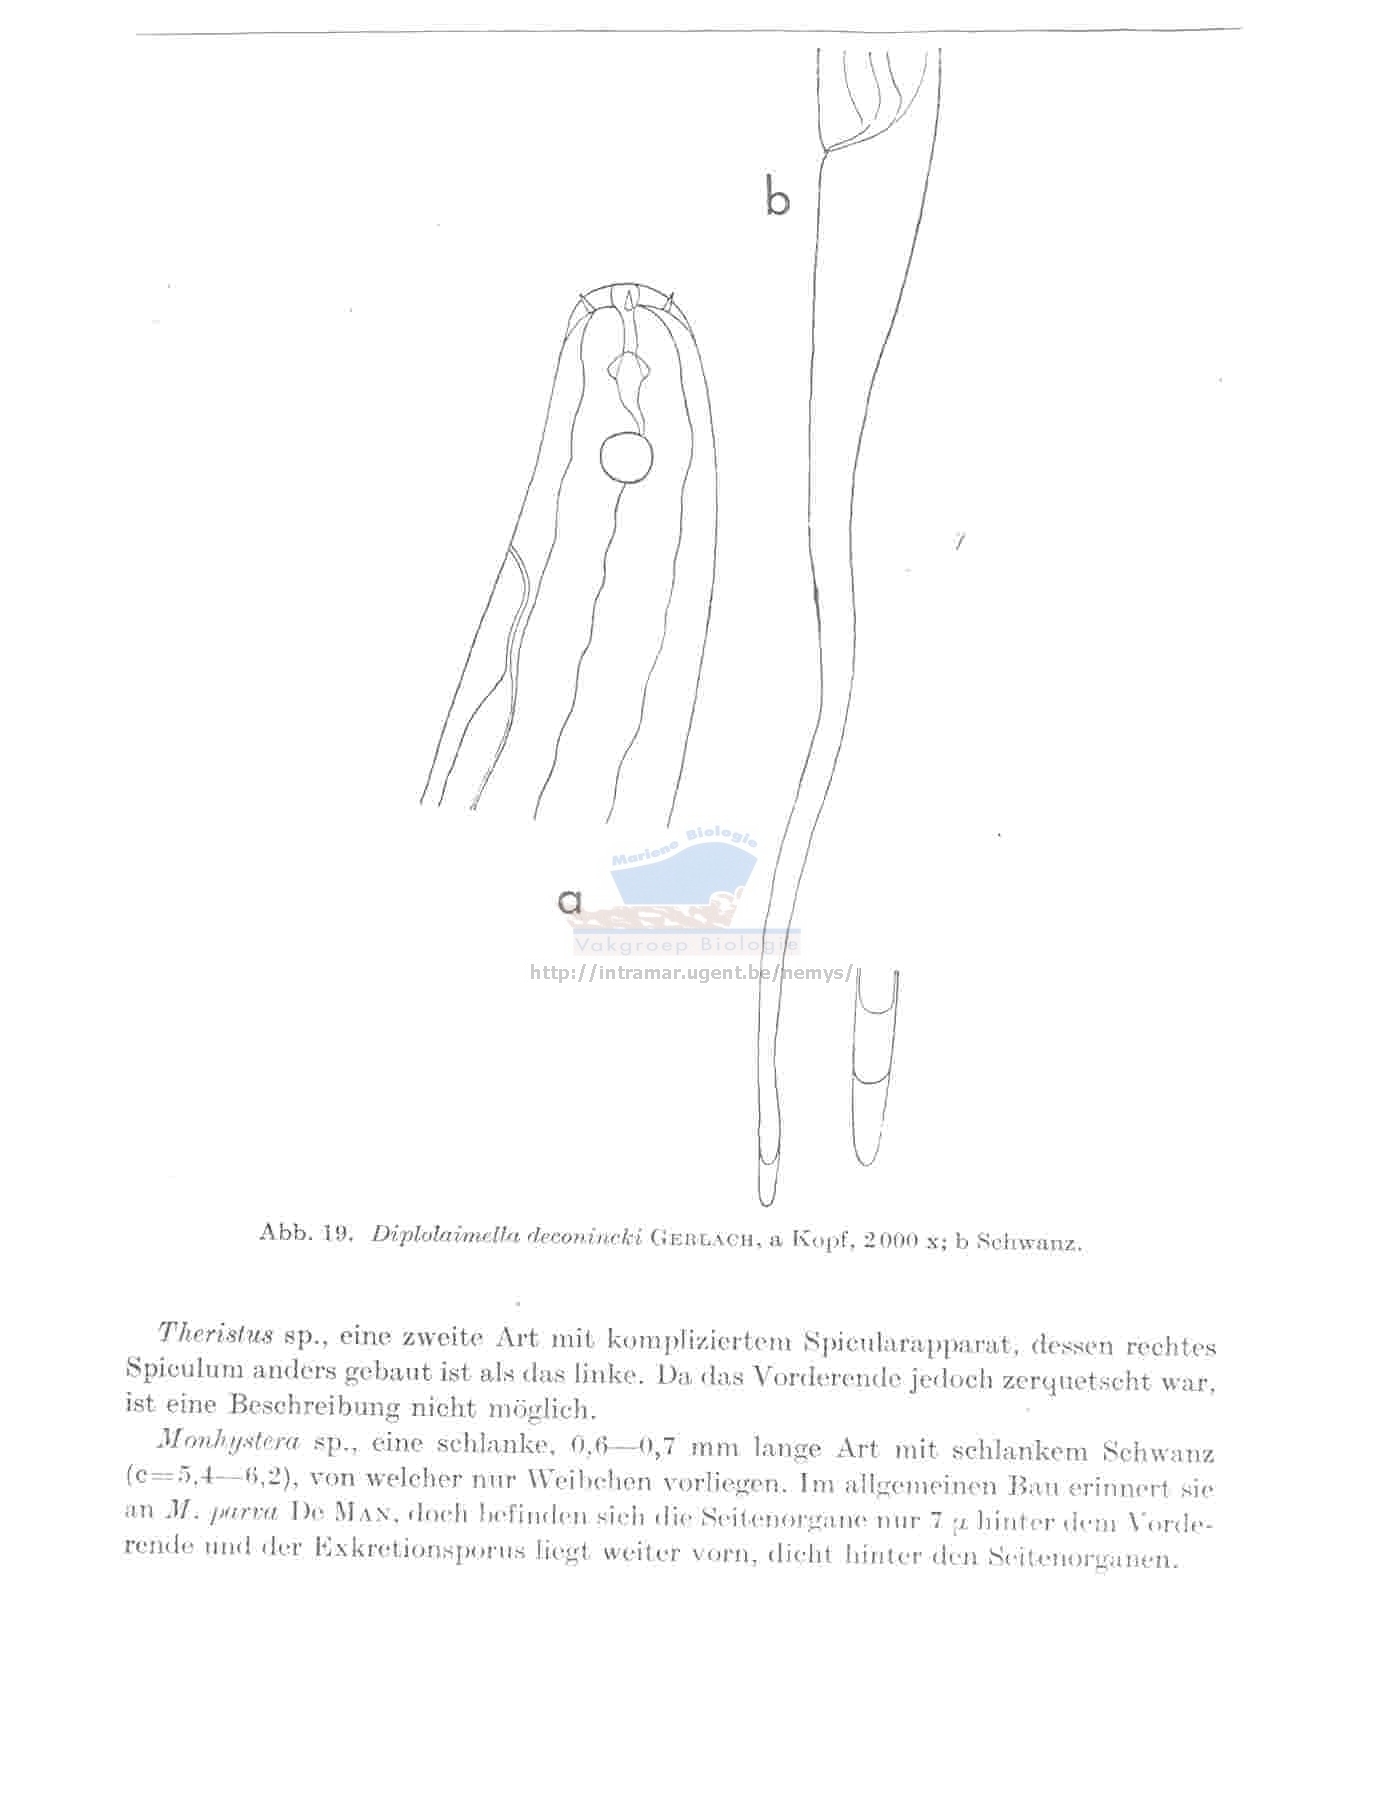 b
a
Mariene Biologie
Vakgroep Biologie
http://intramar.ugent.be/nemys/
Abb. 19. Diplolaimella deconincki GERLACH, a Kopf, 2000 x; b Schwanz.
Theristus sp., eine zweite Art mit kompliziertem Spicularapparat, dessen rechtes
Spiculum anders gebaut ist als das linke. Da das Vorderende jedoch zerquetscht war,
ist eine Beschreibung nicht möglich.
Monhystera sp., eine schlanke, 0,6—0,7 mm lange Art mit schlankem Schwanz
(c=5,4—6,2), von welcher nur Weibchen vorliegen. Im allgemeinen Bau erinnert sie
an M. parva De MAN, doch befinden sich die Seitenorgane nur 7 µ hinter dem Vorde-
rende und der Exkretionsporus liegt weiter vorn, dicht hinter den Seitenorganen.